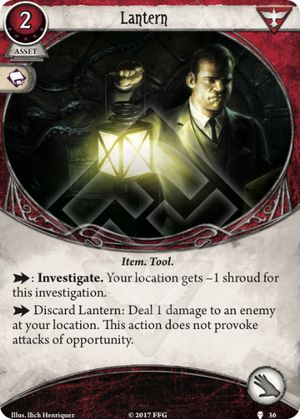 Lantern
2
ASSET
Item. Tool.
: Investigate. Your location gets –1 shroud for
this investigation.
Discard Lantern: Deal 1 damage to an enemy
at your location. This action does not provoke
attacks of opportunity.
Illus. Ilich Henriquez © 2017 FFG 36